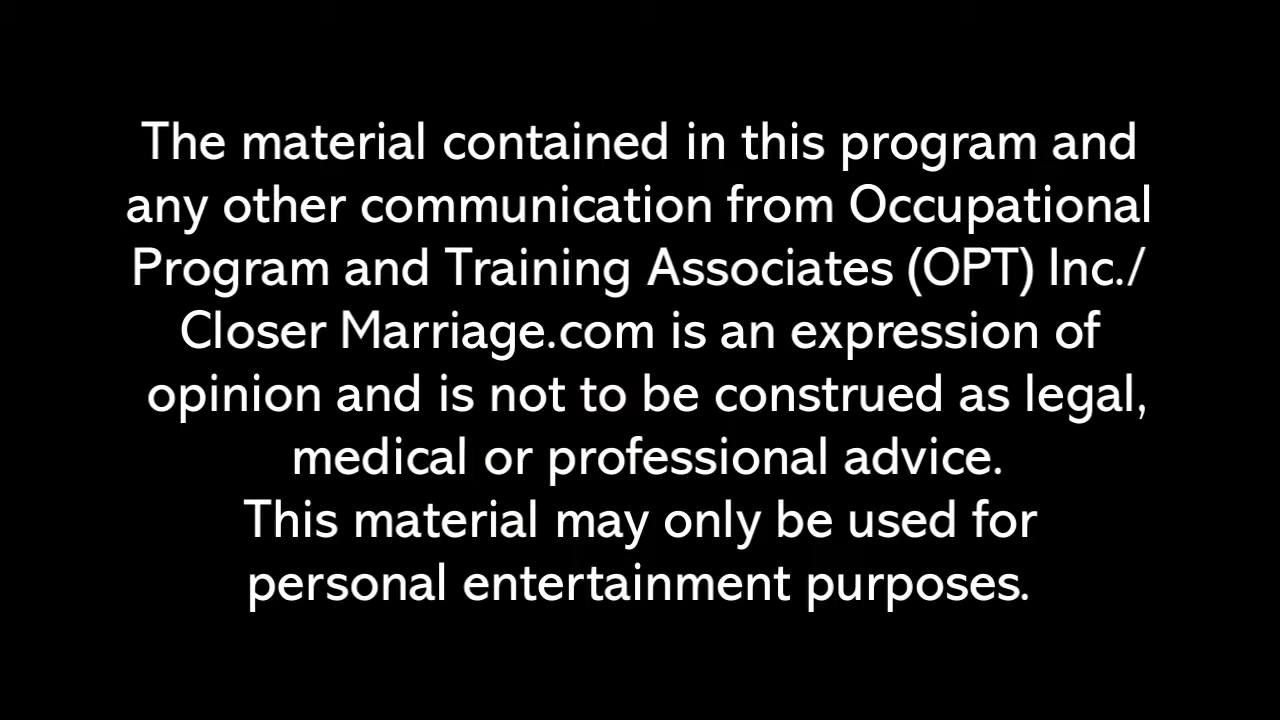 The material contained in this program and
any other communication from Occupational
Program and Training Associates (OPT) Inc./
Closer Marriage.com is an expression of
opinion and is not to be construed as legal,
medical or professional advice.
This material may only be used for
personal entertainment purposes.